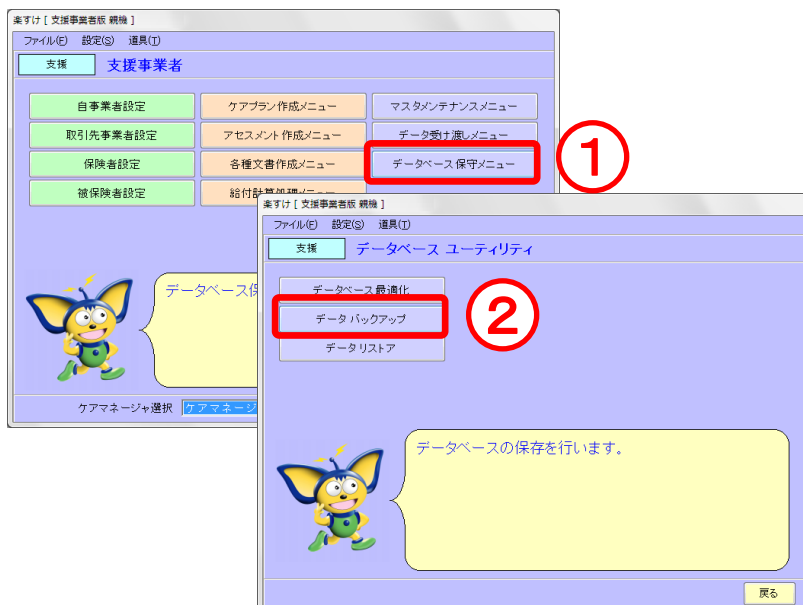 楽すけ [ 支援事業者版 親機 ]
ファイル(F) 設定(S) 道具(T)
支援 支援事業者
自事業者設定 ケアプラン作成メニュー マスタメンテナンスメニュー
取引先事業者設定 アセスメント作成メニュー データ受け渡しメニュー
保険者設定 各種文書作成メニュー データベース保守メニュー
①
被保険者設定 給付計算処理メニュー
データベース保
ケアマネージャ選択 ケアマネージ
楽すけ [ 支援事業者版 親機 ]
ファイル(F) 設定(S) 道具(T)
支援 データベース ユーティリティ
データベース最適化
データ バックアップ
②
データ リストア
データベースの保存を行います。
戻る